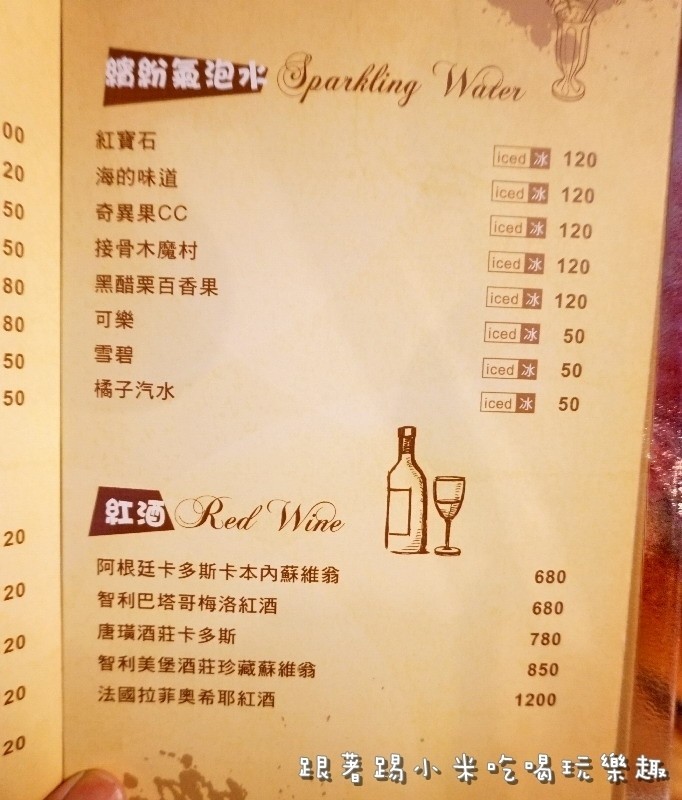 繽紛氣泡水 Sparkling Water
紅寶石 iced 冰 120
海的味道 iced 冰 120
奇異果CC iced 冰 120
接骨木魔村 iced 冰 120
黑醋栗百香果 iced 冰 120
可樂 iced 冰 50
雪碧 iced 冰 50
橘子汽水 iced 冰 50
紅酒 Red Wine
阿根廷卡多斯卡本內蘇維翁 680
智利巴塔哥梅洛紅酒 680
唐璜酒莊卡多斯 780
智利美堡酒莊珍藏蘇維翁 850
法國拉菲奧希耶紅酒 1200
00
20
50
50
80
80
50
50
20
20
20
20
20
跟著踢小米吃喝玩樂趣